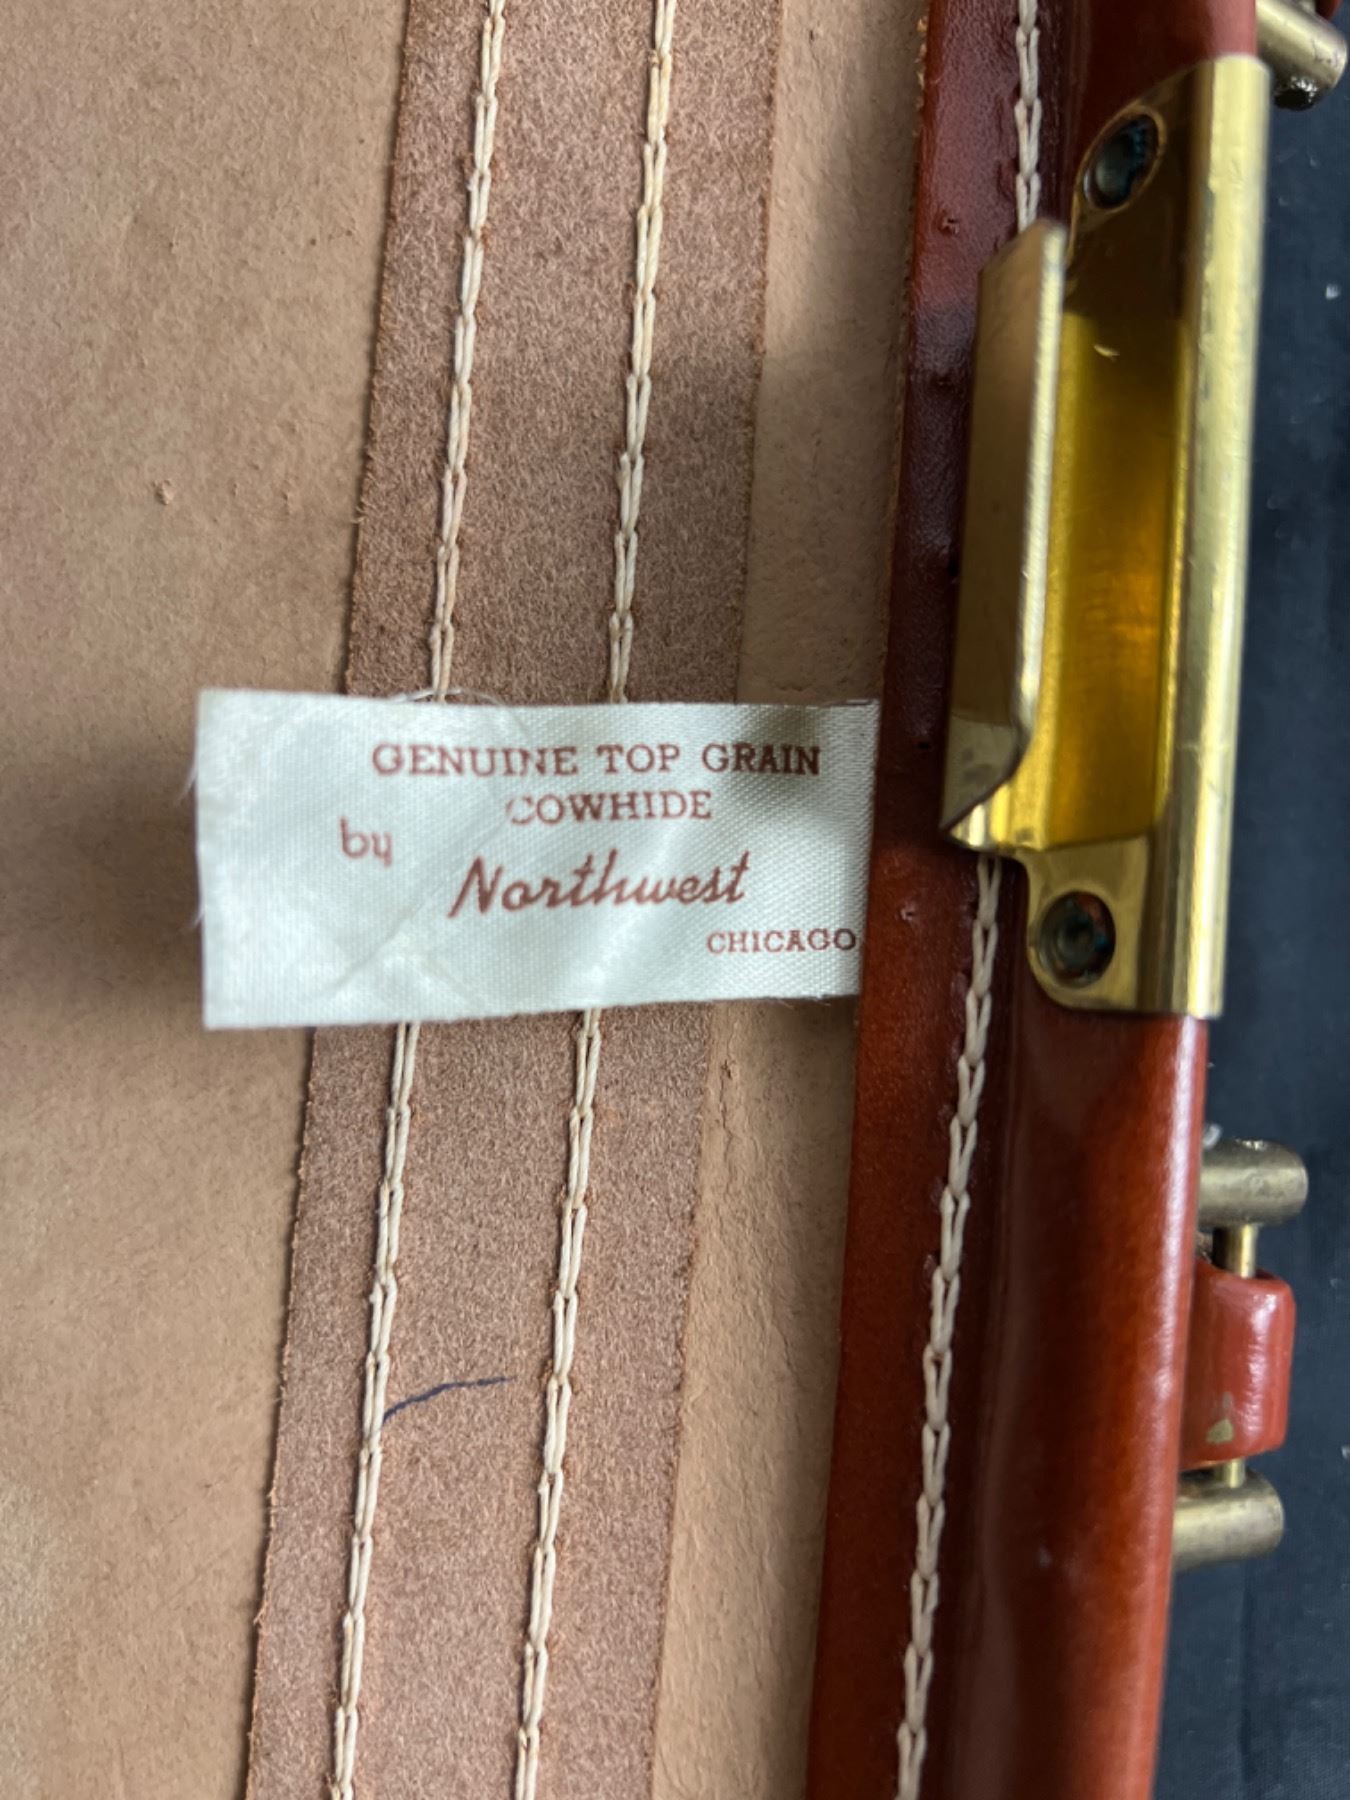 GENUINE TOP GRAIN
COWHIDE
by
Northwest
CHICAGO